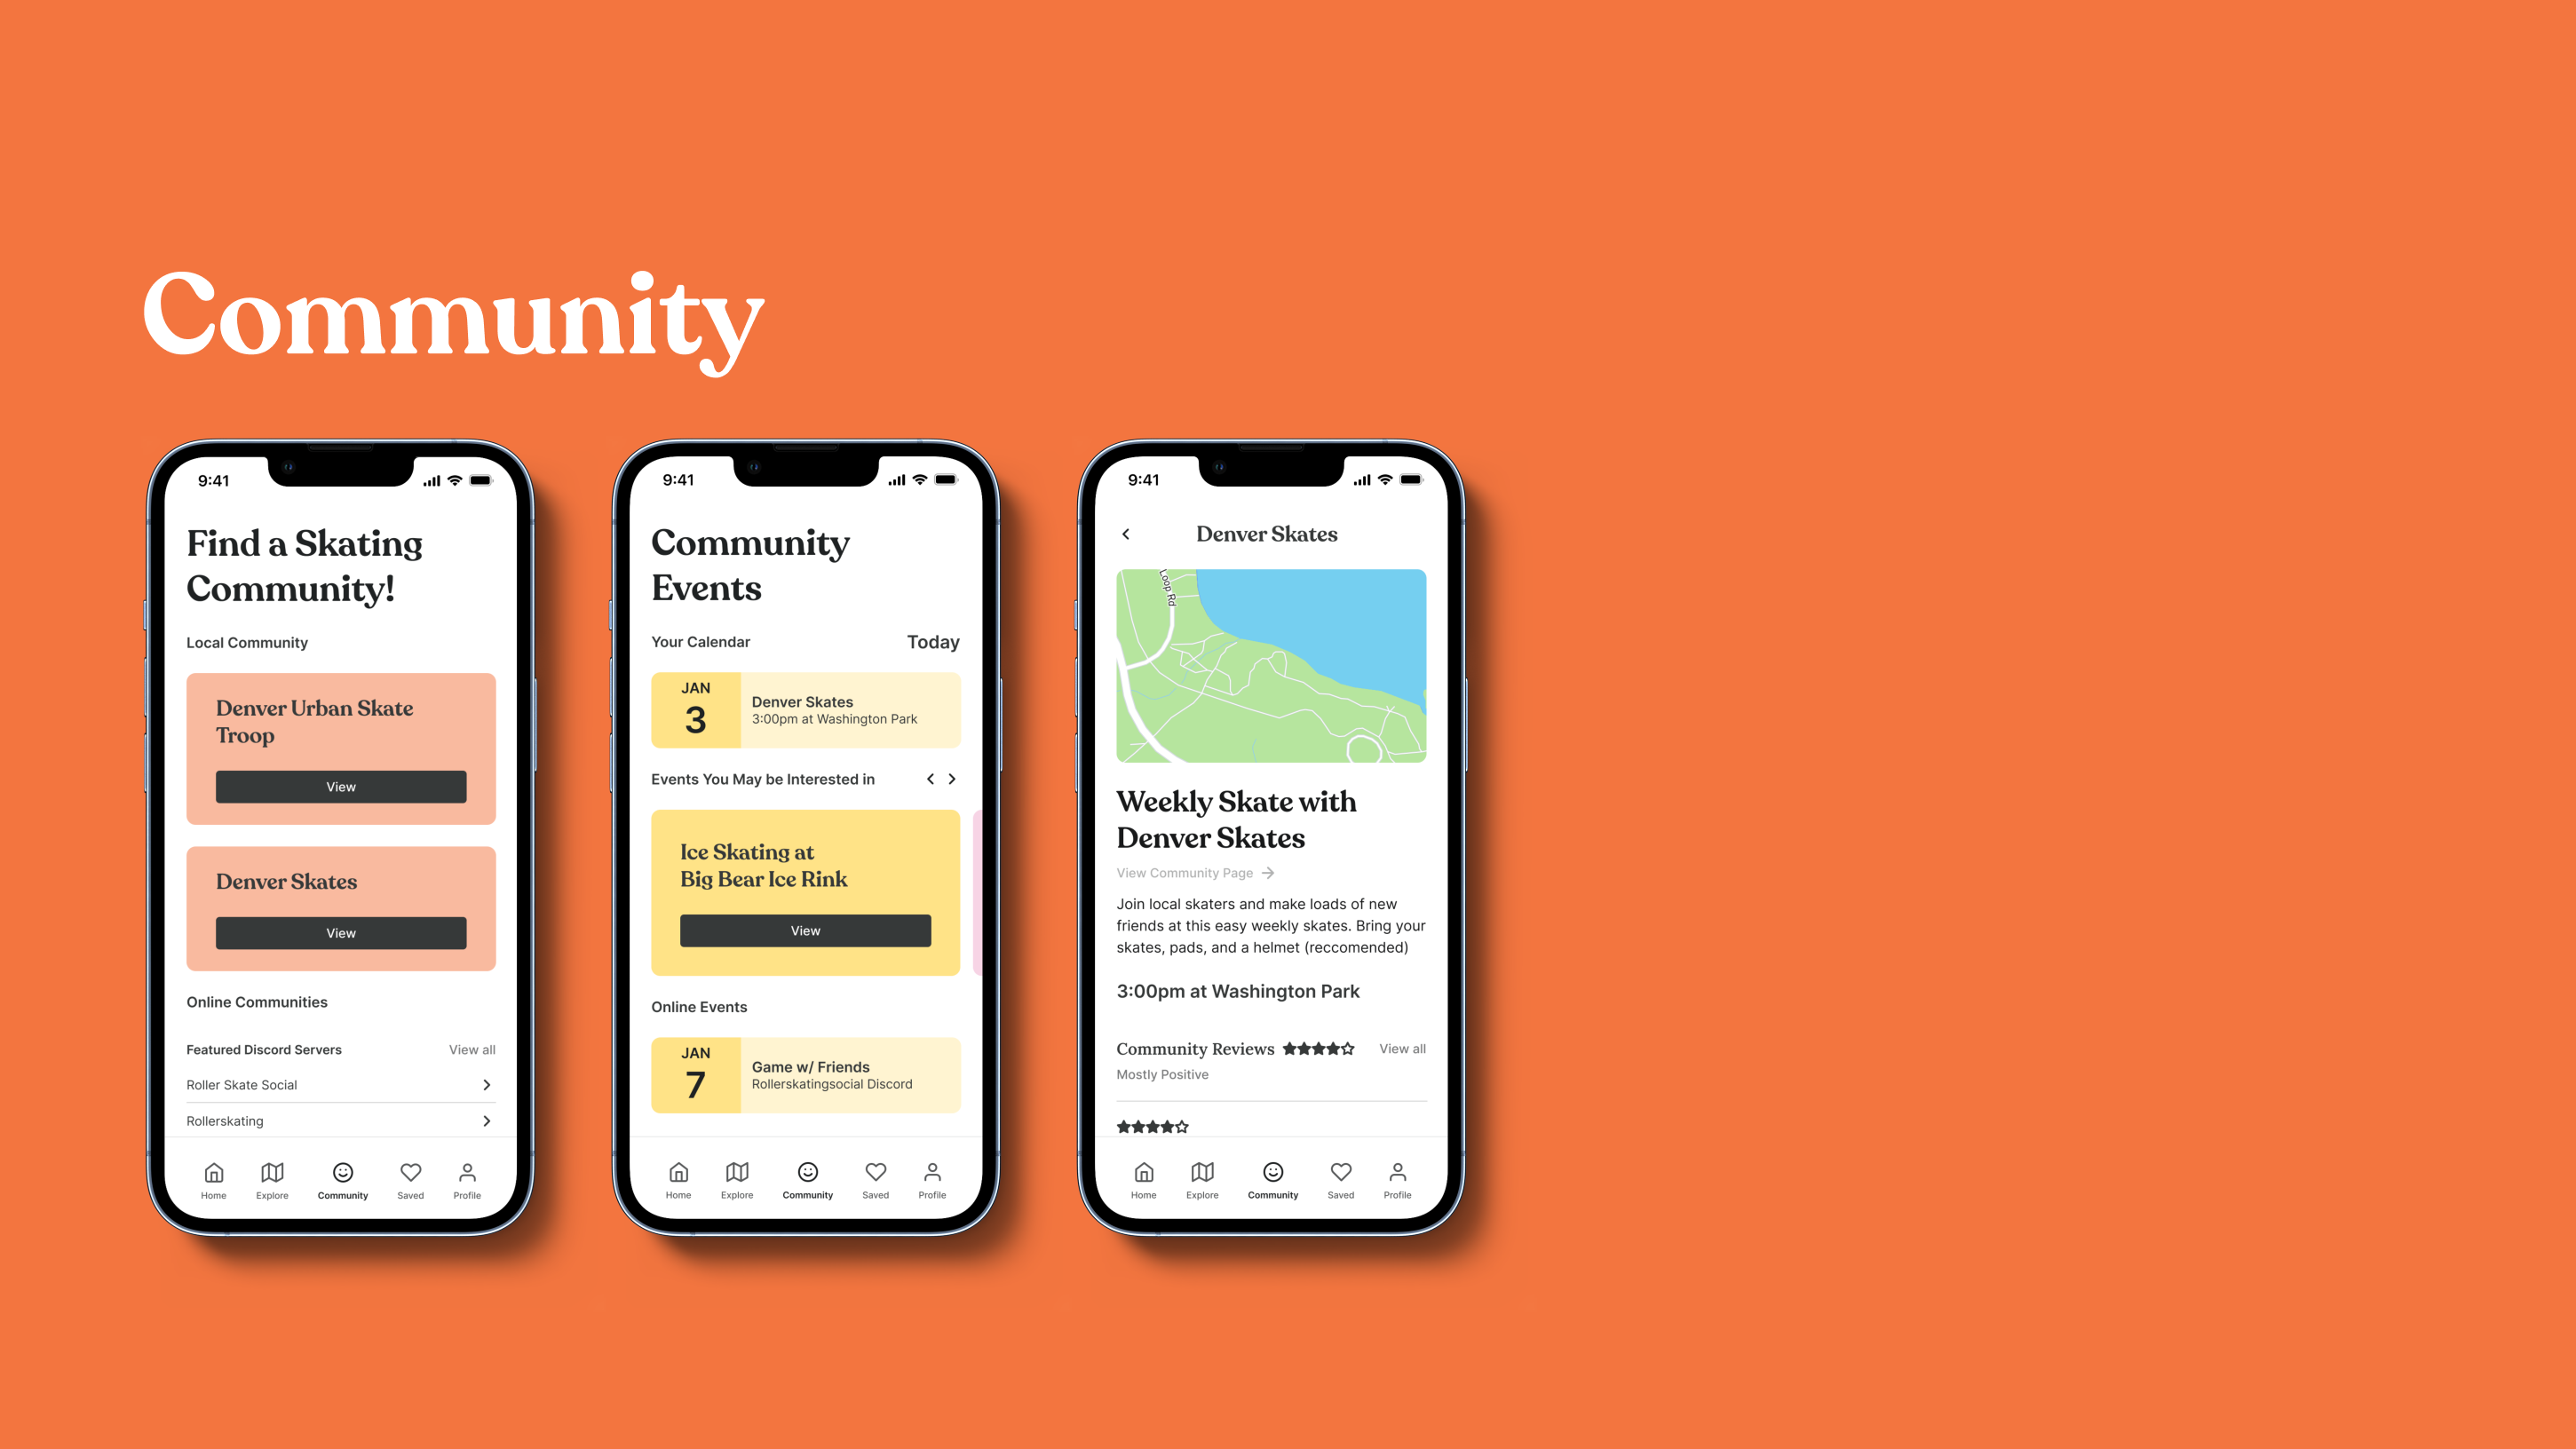 Community
9:41
Find a Skating
Community!
Local Community
Denver Urban Skate
Troop
View
Denver Skates
View
Online Communities
Featured Discord Servers View all
Roller Skate Social
Rollerskating
Home Explore Community Saved Profile
9:41
Community
Events
Your Calendar Today
JAN
3
Denver Skates
3:00pm at Washington Park
Events You May be Interested in
Ice Skating at
Big Bear Ice Rink
View
Online Events
JAN
7
Game w/ Friends
Rollerskatingsocial Discord
Home Explore Community Saved Profile
9:41
Denver Skates
Loop Rd
Weekly Skate with
Denver Skates
View Community Page
Join local skaters and make loads of new
friends at this easy weekly skates. Bring your
skates, pads, and a helmet (reccomended)
3:00pm at Washington Park
Community Reviews View all
Mostly Positive
Home Explore Community Saved Profile